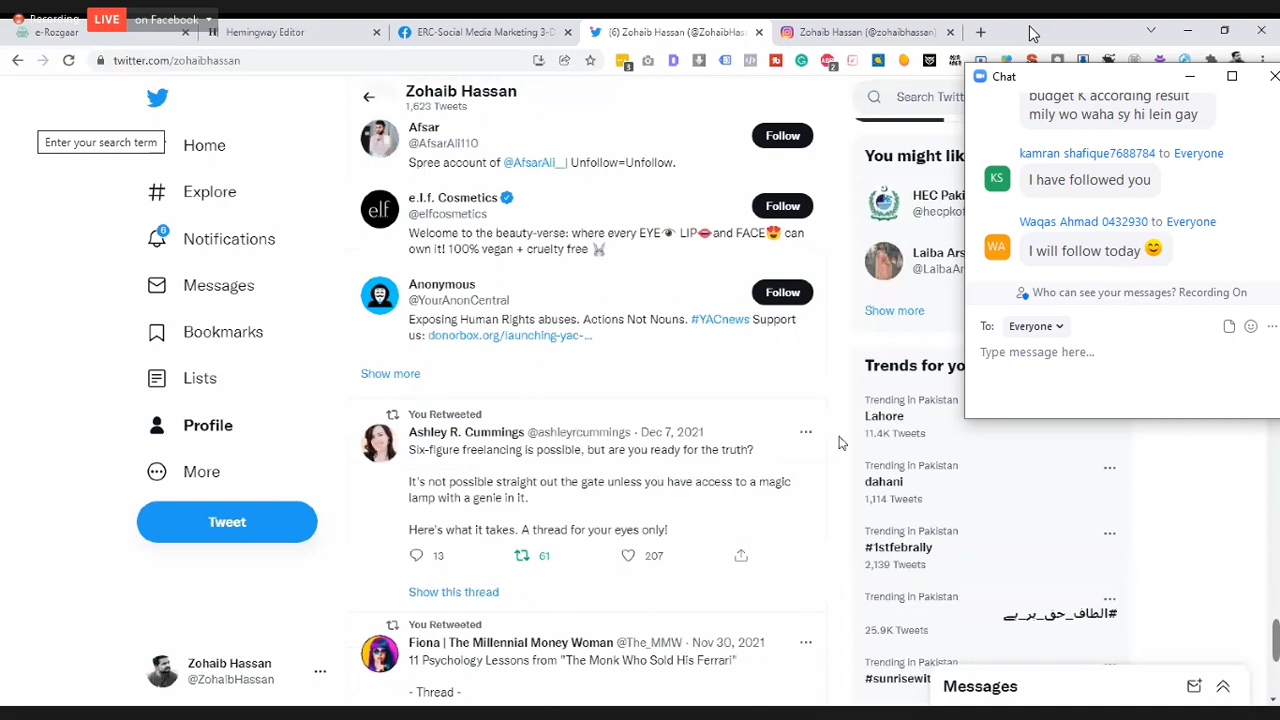 Recording
LIVE
on Facebook
e-Rozgaar
Hemingway Editor
ERC-Social Media Marketing 3-D
(6) Zohaib Hassan (@ZohaibHas
Zohaib Hassan (@zohaibhassan)
twitter.com/zohaibhassan
Enter your search term
Home
Explore
6
Notifications
Messages
Bookmarks
Lists
Profile
More
Tweet
Zohaib Hassan
@ZohaibHassan
Zohaib Hassan
1,623 Tweets
Afsar
@AfsarAli110
Follow
Spree account of @AfsarAli__| Unfollow=Unfollow.
elf
e.l.f. Cosmetics
@elfcosmetics
Follow
Welcome to the beauty-verse: where every EYE👁 LIP👄and FACE😍 can
own it! 100% vegan + cruelty free 🐰
Anonymous
@YourAnonCentral
Follow
Exposing Human Rights abuses. Actions Not Nouns. #YACnews Support
us: donorbox.org/launching-yac-...
Show more
You Retweeted
Ashley R. Cummings @ashleyrcummings · Dec 7, 2021
Six-figure freelancing is possible, but are you ready for the truth?
It's not possible straight out the gate unless you have access to a magic
lamp with a genie in it.
Here's what it takes. A thread for your eyes only!
13
61
207
Show this thread
You Retweeted
Fiona | The Millennial Money Woman @The_MMW · Nov 30, 2021
11 Psychology Lessons from "The Monk Who Sold His Ferrari"
- Thread -
Search Twitt
You might lik
HEC Paki
@hecpkof
Laiba Ars
@LaibaAr
Show more
Trends for yo
Trending in Pakistan
Lahore
11.4K Tweets
Trending in Pakistan
dahani
1,114 Tweets
Trending in Pakistan
#1stfebrally
2,139 Tweets
Trending in Pakistan
#الطاف_حق_پر_ہے
25.9K Tweets
Trending in Pakistan
#sunrisewit
Messages
Chat
budget K according result
mily wo waha sy hi lein gay
kamran shafique7688784 to Everyone
KS
I have followed you
Waqas Ahmad 0432930 to Everyone
WA
I will follow today 😊
Who can see your messages? Recording On
To: Everyone
Type message here...